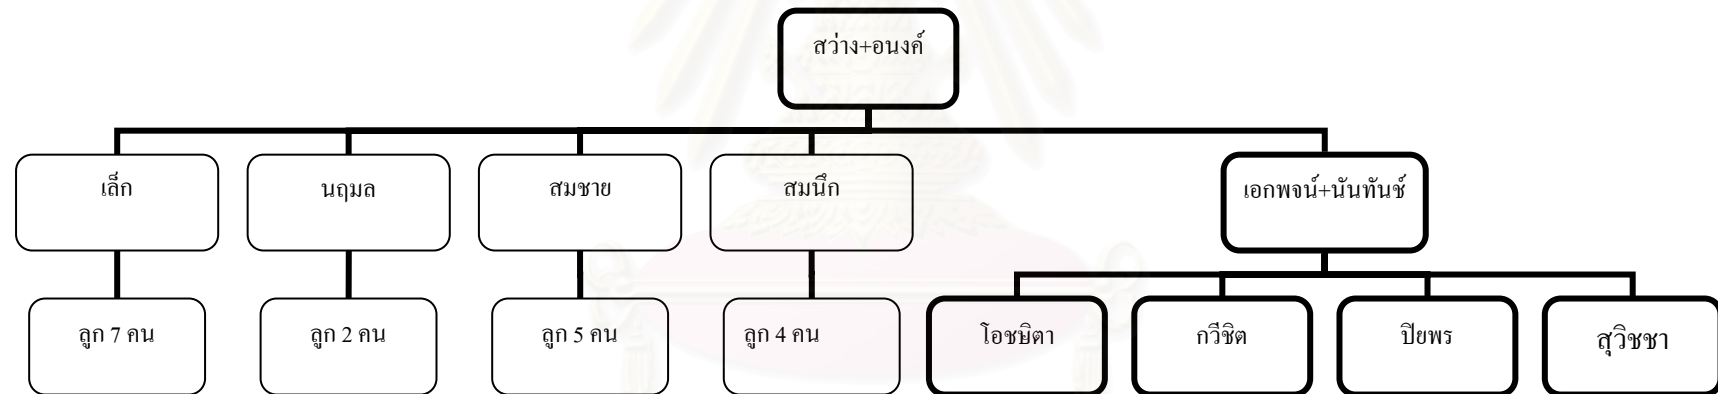 สว่าง+อนงค์
เล็ก
นฤมล
สมชาย
สมนึก
เอกพจน์+นันทันช์
ลูก 7 คน
ลูก 2 คน
ลูก 5 คน
ลูก 4 คน
โอชษิตา
กวีชิต
ปิยพร
สุวิชชา